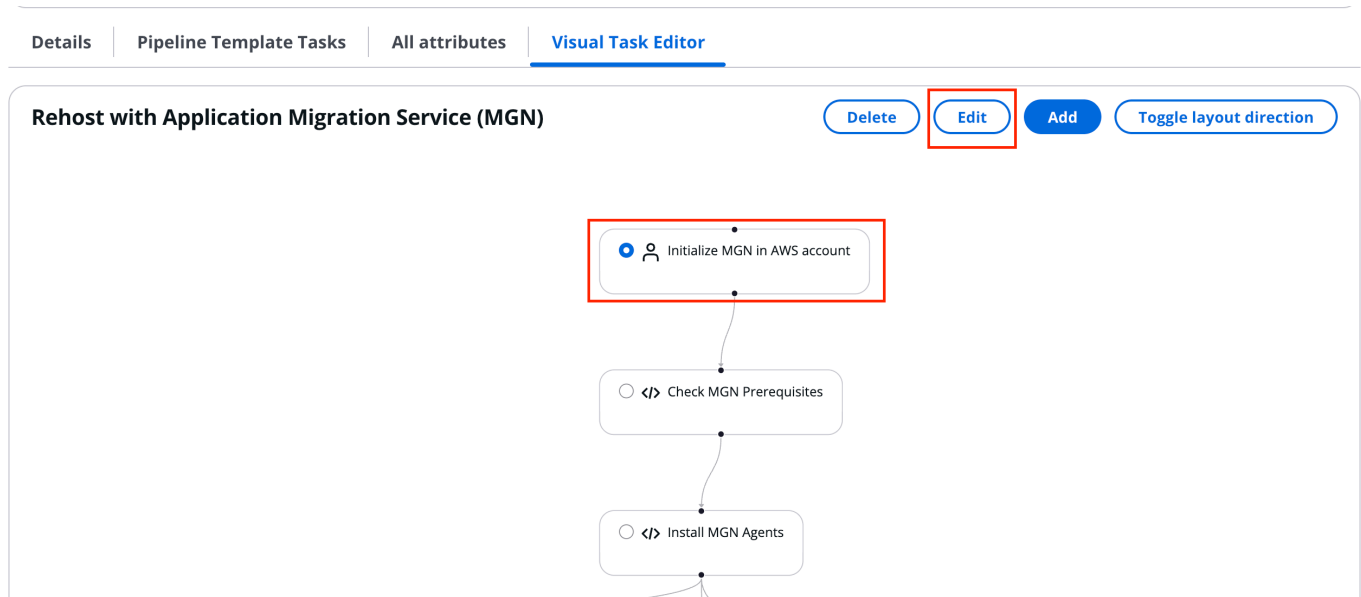 Details Pipeline Template Tasks All attributes Visual Task Editor
Rehost with Application Migration Service (MGN) Delete Edit Add Toggle layout direction
Initialize MGN in AWS account
</> Check MGN Prerequisites
</> Install MGN Agents